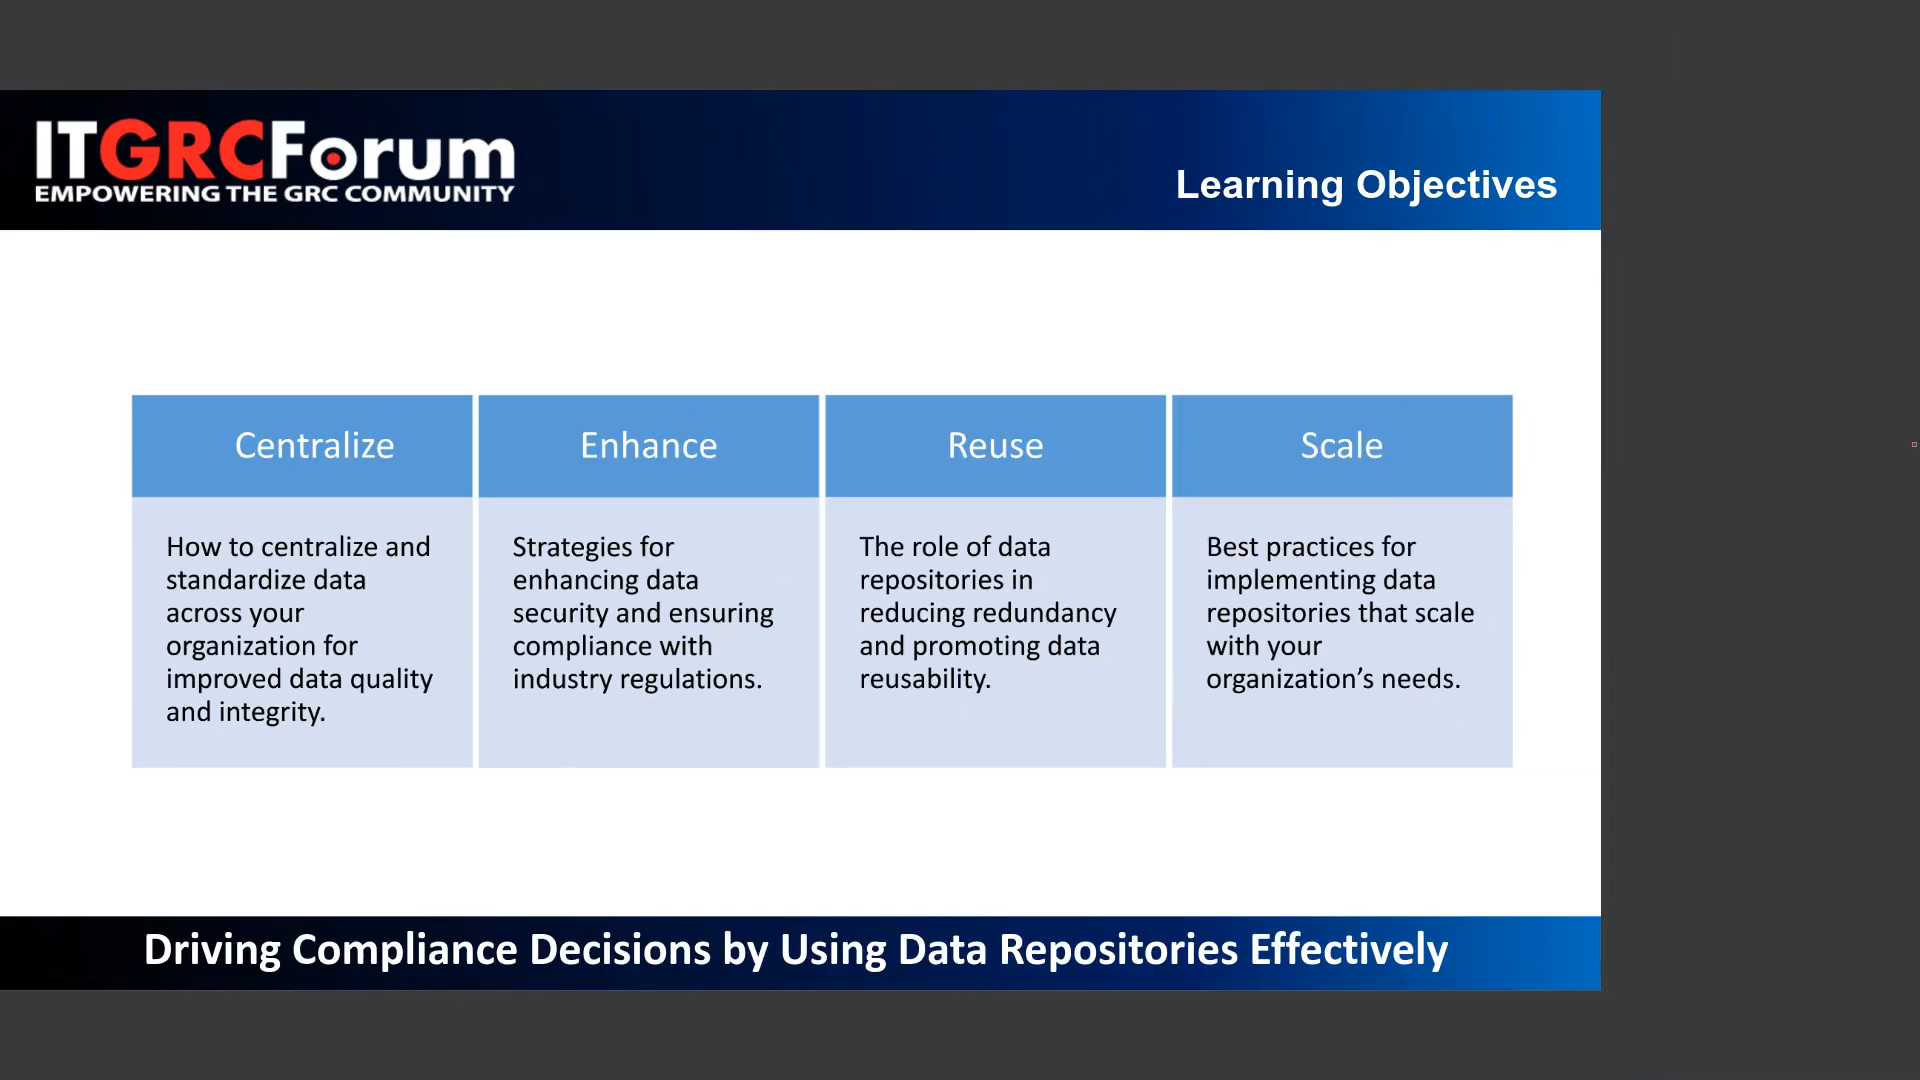 ITGRCForum
EMPOWERING THE GRC COMMUNITY
Learning Objectives
Centralize
How to centralize and
standardize data
across your
organization for
improved data quality
and integrity.
Enhance
Strategies for
enhancing data
security and ensuring
compliance with
industry regulations.
Reuse
The role of data
repositories in
reducing redundancy
and promoting data
reusability.
Scale
Best practices for
implementing data
repositories that scale
with your
organization’s needs.
Driving Compliance Decisions by Using Data Repositories Effectively